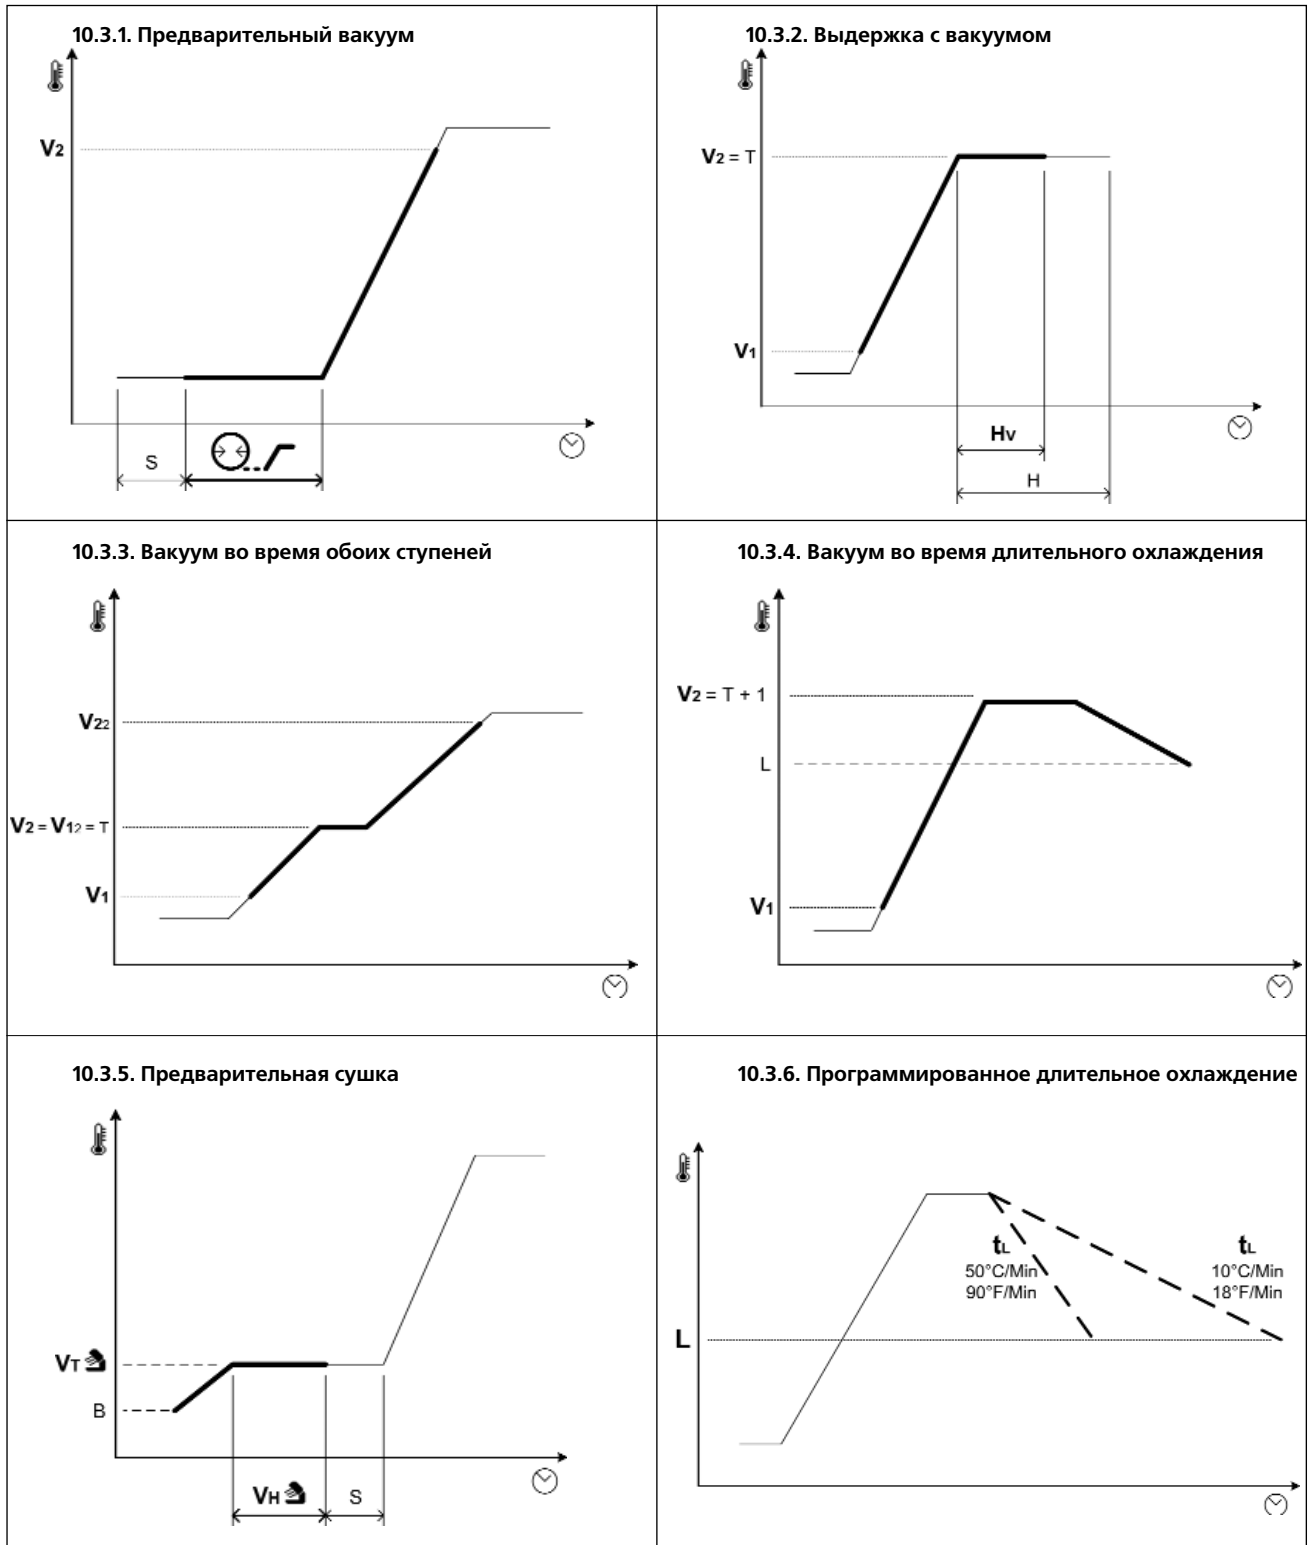 10.3.1. Предварительный вакуум
V2
S
10.3.2. Выдержка с вакуумом
V2 = T
V1
Hv
H
10.3.3. Вакуум во время обоих ступеней
V22
V2 = V12 = T
V1
10.3.4. Вакуум во время длительного охлаждения
V2 = T + 1
L
V1
10.3.5. Предварительная сушка
VT
B
VH
S
10.3.6. Программированное длительное охлаждение
tL
50°C/Min
90°F/Min
tL
10°C/Min
18°F/Min
L